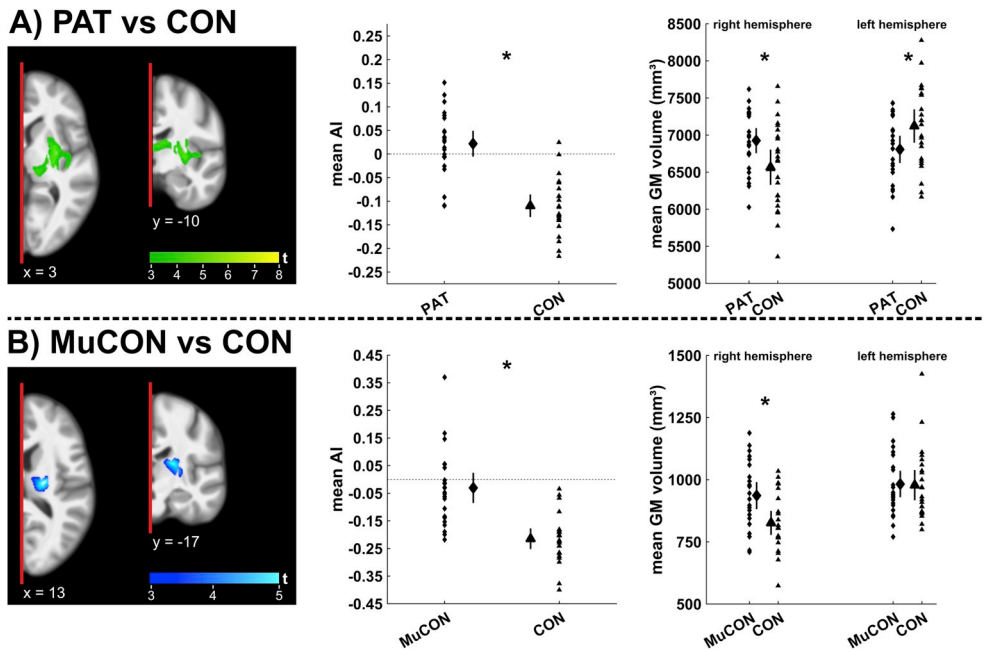 A) PAT vs CON
x = 3
y = -10
t
3 4 5 6 7 8
mean AI
0.25
0.2
0.15
0.1
0.05
0
-0.05
-0.1
-0.15
-0.2
-0.25
*
PAT CON
mean GM volume (mm³)
8500
8000
7500
7000
6500
6000
5500
5000
right hemisphere left hemisphere
* *
PAT CON PAT CON
B) MuCON vs CON
x = 13
y = -17
t
3 4 5
mean AI
0.45
0.35
0.25
0.15
0.05
-0.05
-0.15
-0.25
-0.35
-0.45
*
MuCON CON
mean GM volume (mm³)
1500
1250
1000
750
500
right hemisphere left hemisphere
*
MuCON CON MuCON CON